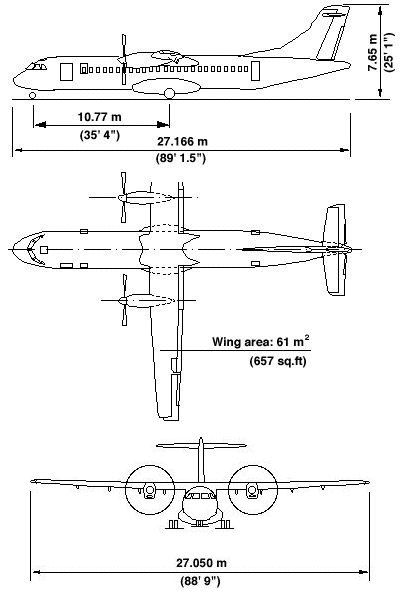 7.65 m
(25' 1")
10.77 m
(35' 4")
27.166 m
(89' 1.5")
Wing area: 61 m²
(657 sq.ft)
27.050 m
(88' 9")